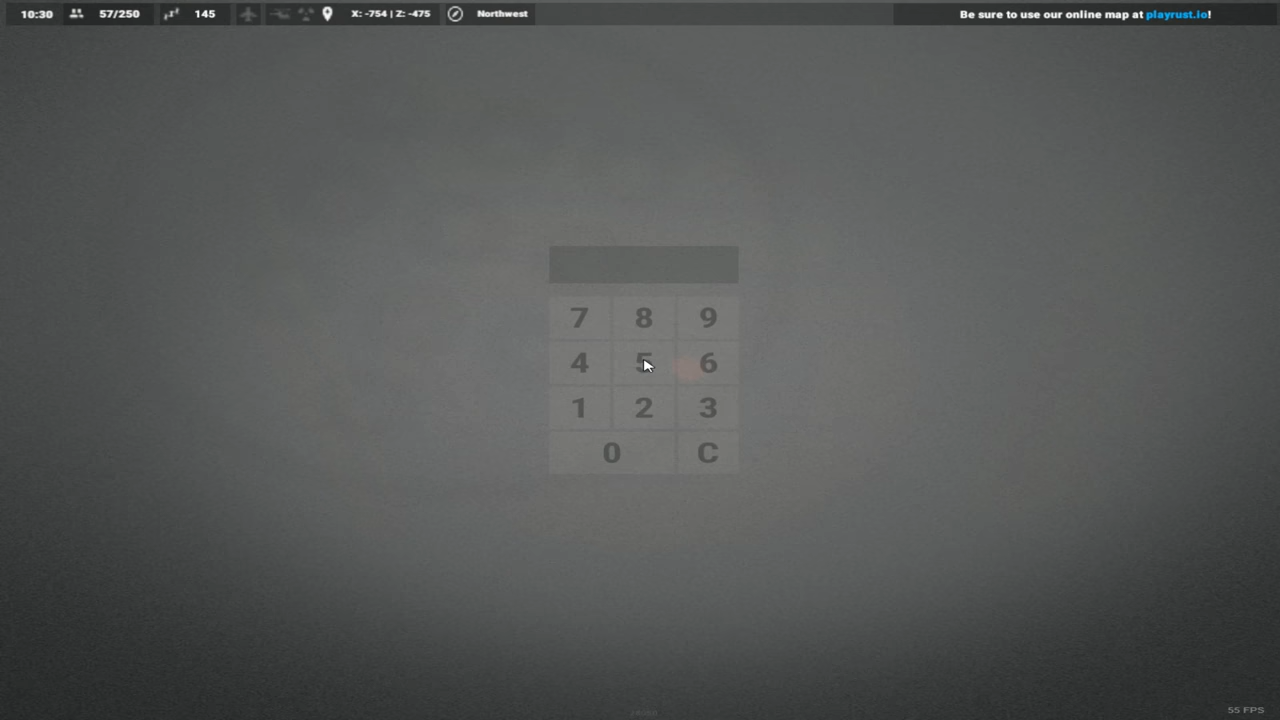 10:30 57/250 145 X: -754 | Z: -475 Northwest Be sure to use our online map at playrust.io!
7 8 9
4 5 6
1 2 3
0 C
55 FPS